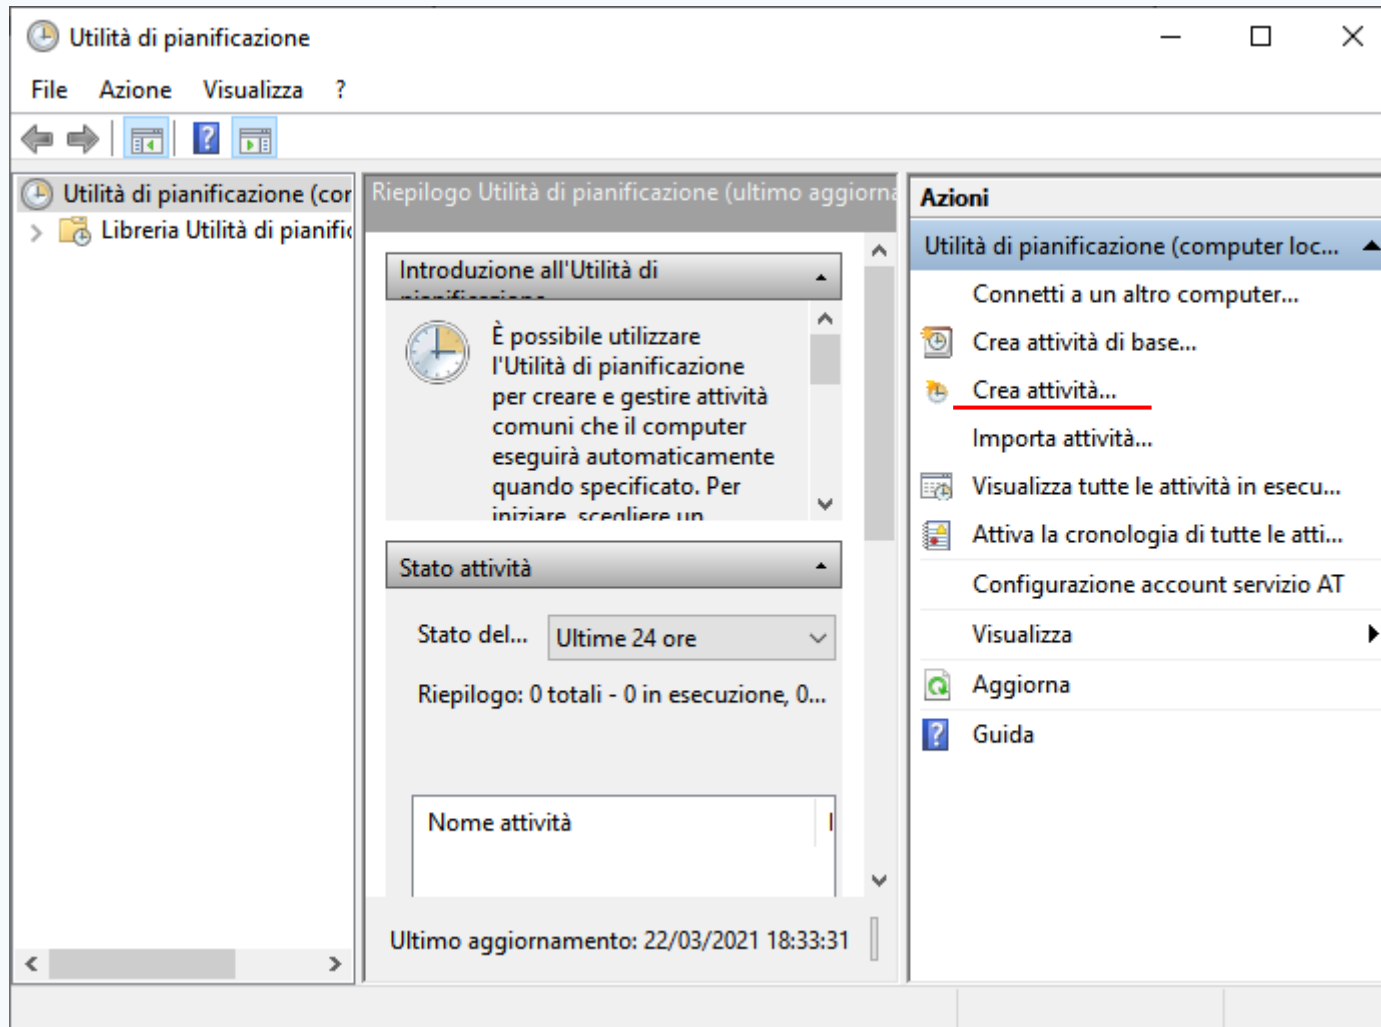 Utilità di pianificazione
File Azione Visualizza ?
Utilità di pianificazione (cor
Libreria Utilità di pianific
Riepilogo Utilità di pianificazione (ultimo aggiorna
Introduzione all'Utilità di
pianificazione
È possibile utilizzare
l'Utilità di pianificazione
per creare e gestire attività
comuni che il computer
eseguirà automaticamente
quando specificato. Per
iniziare, scegliere un
Stato attività
Stato del... Ultime 24 ore
Riepilogo: 0 totali - 0 in esecuzione, 0...
Nome attività I
Ultimo aggiornamento: 22/03/2021 18:33:31
Azioni
Utilità di pianificazione (computer loc...
Connetti a un altro computer...
Crea attività di base...
Crea attività...
Importa attività...
Visualizza tutte le attività in esecu...
Attiva la cronologia di tutte le atti...
Configurazione account servizio AT
Visualizza
Aggiorna
Guida